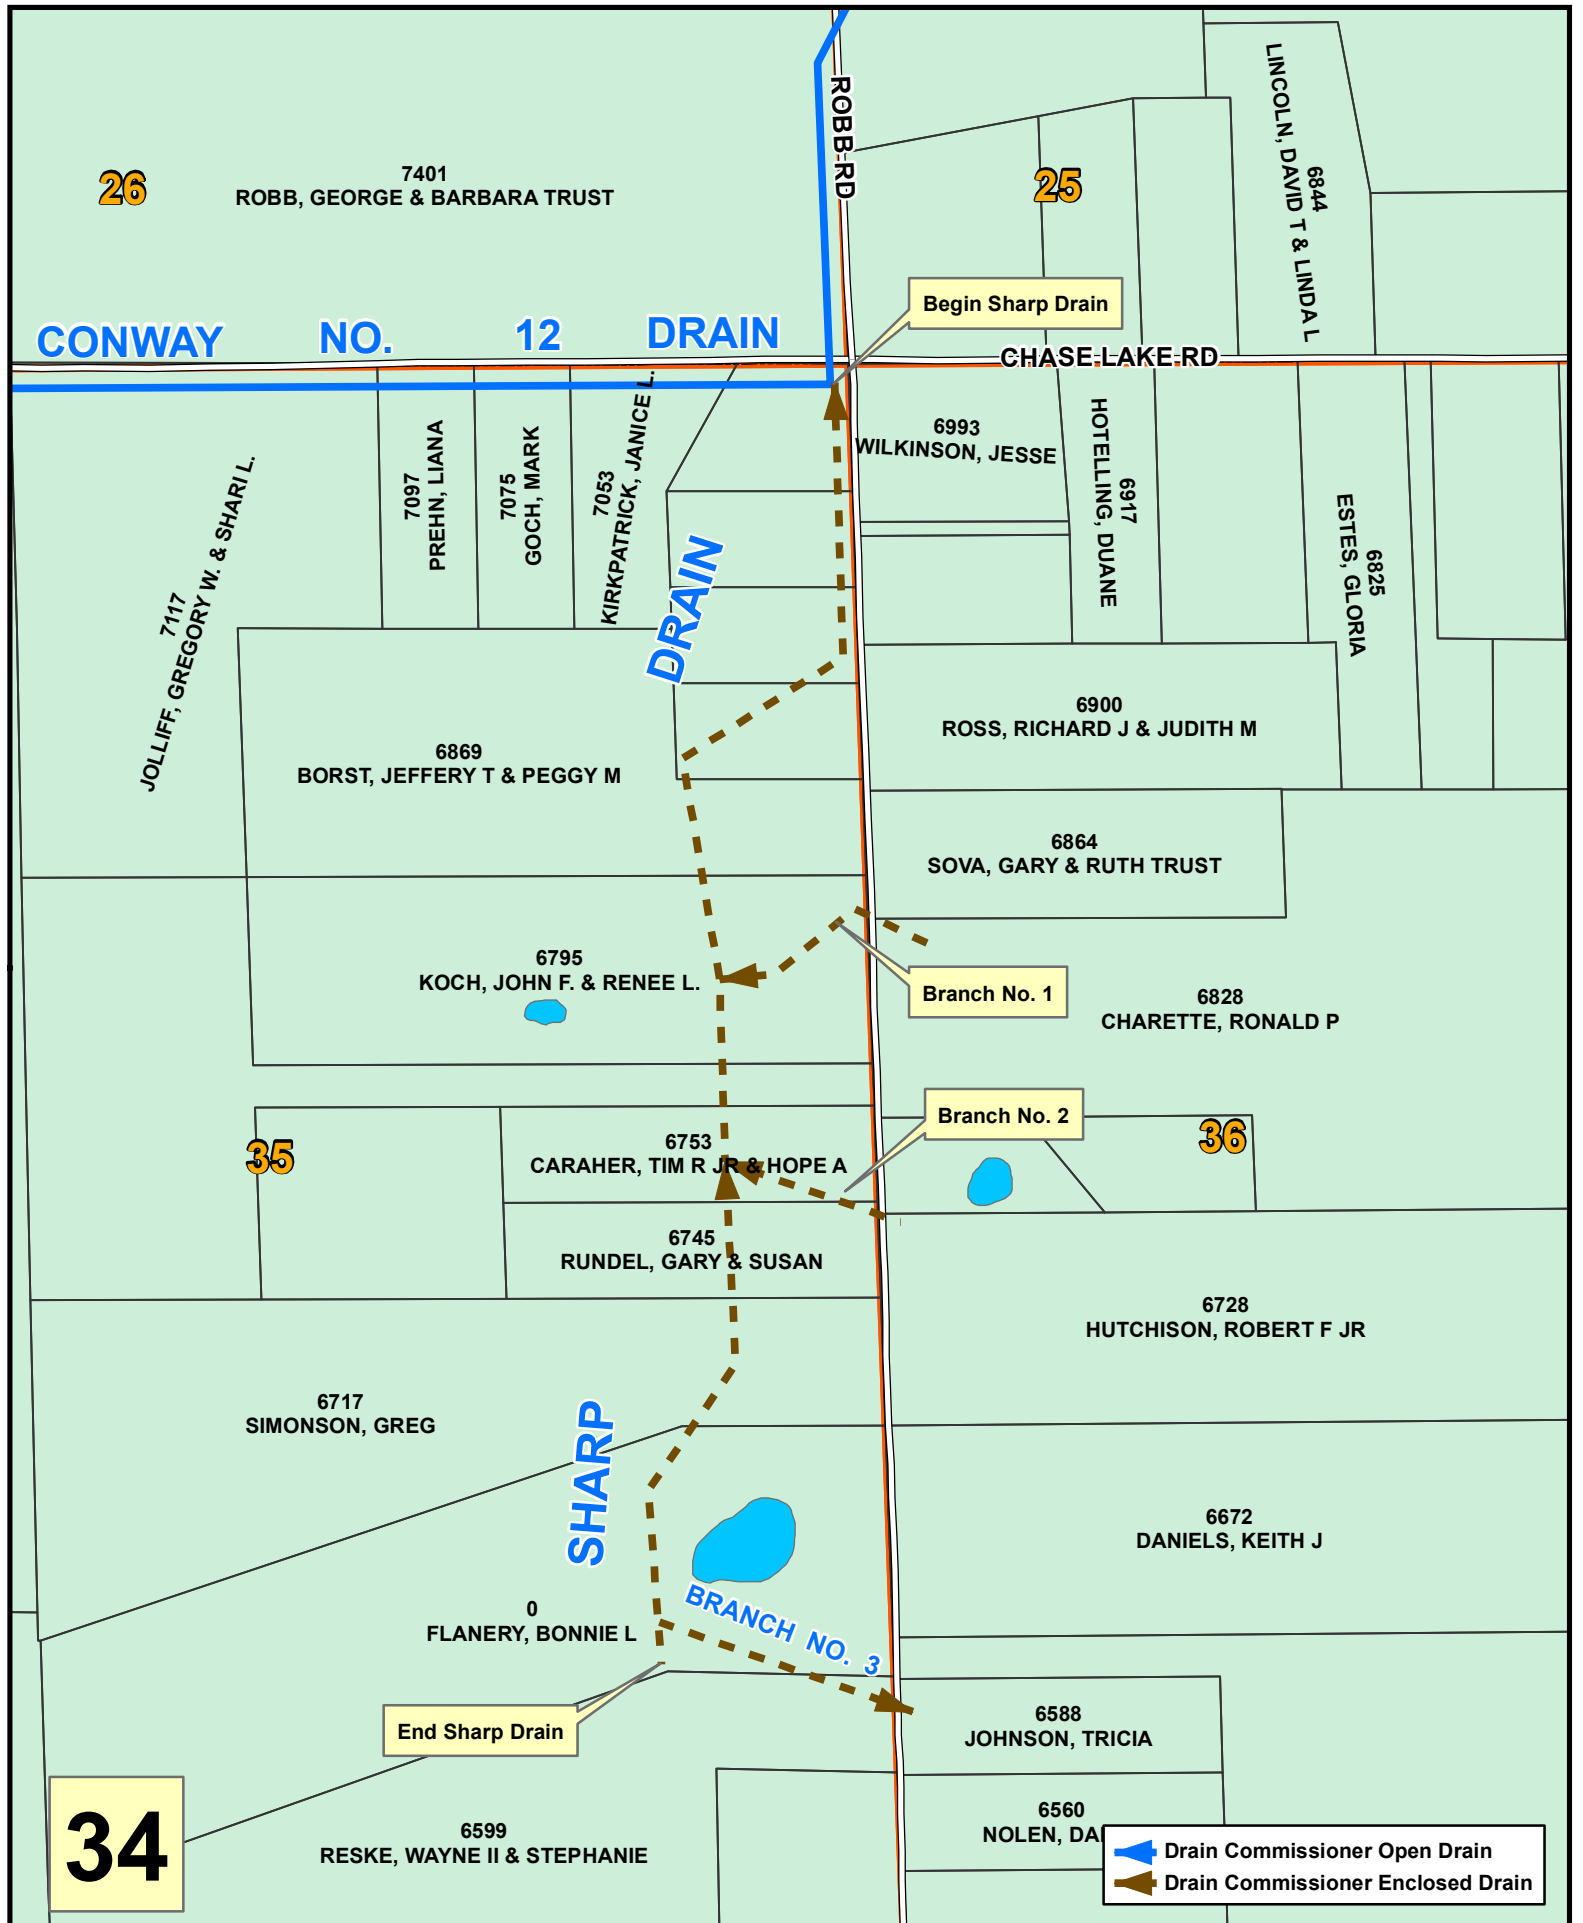 ROBB RD
LINCOLN, DAVID T & LINDA L
6844
26
7401
ROBB, GEORGE & BARBARA TRUST
25
Begin Sharp Drain
CONWAY NO. 12 DRAIN
CHASE LAKE RD
7117
JOLLIFF, GREGORY W. & SHARI L.
7097
PREHN, LIANA
7075
GOCH, MARK
7053
KIRKPATRICK, JANICE L.
6993
WILKINSON, JESSE
6917
HOTELLING, DUANE
6825
ESTES, GLORIA
DRAIN
6869
BORST, JEFFERY T & PEGGY M
6900
ROSS, RICHARD J & JUDITH M
6864
SOVA, GARY & RUTH TRUST
6795
KOCH, JOHN F. & RENEE L.
Branch No. 1
6828
CHARETTE, RONALD P
Branch No. 2
35
36
6753
CARAHER, TIM R JR & HOPE A
6745
RUNDEL, GARY & SUSAN
6728
HUTCHISON, ROBERT F JR
6717
SIMONSON, GREG
SHARP
6672
DANIELS, KEITH J
0
FLANERY, BONNIE L
BRANCH NO. 3
End Sharp Drain
6588
JOHNSON, TRICIA
34
6599
RESKE, WAYNE II & STEPHANIE
6560
NOLEN,
Drain Commissioner Open Drain
Drain Commissioner Enclosed Drain